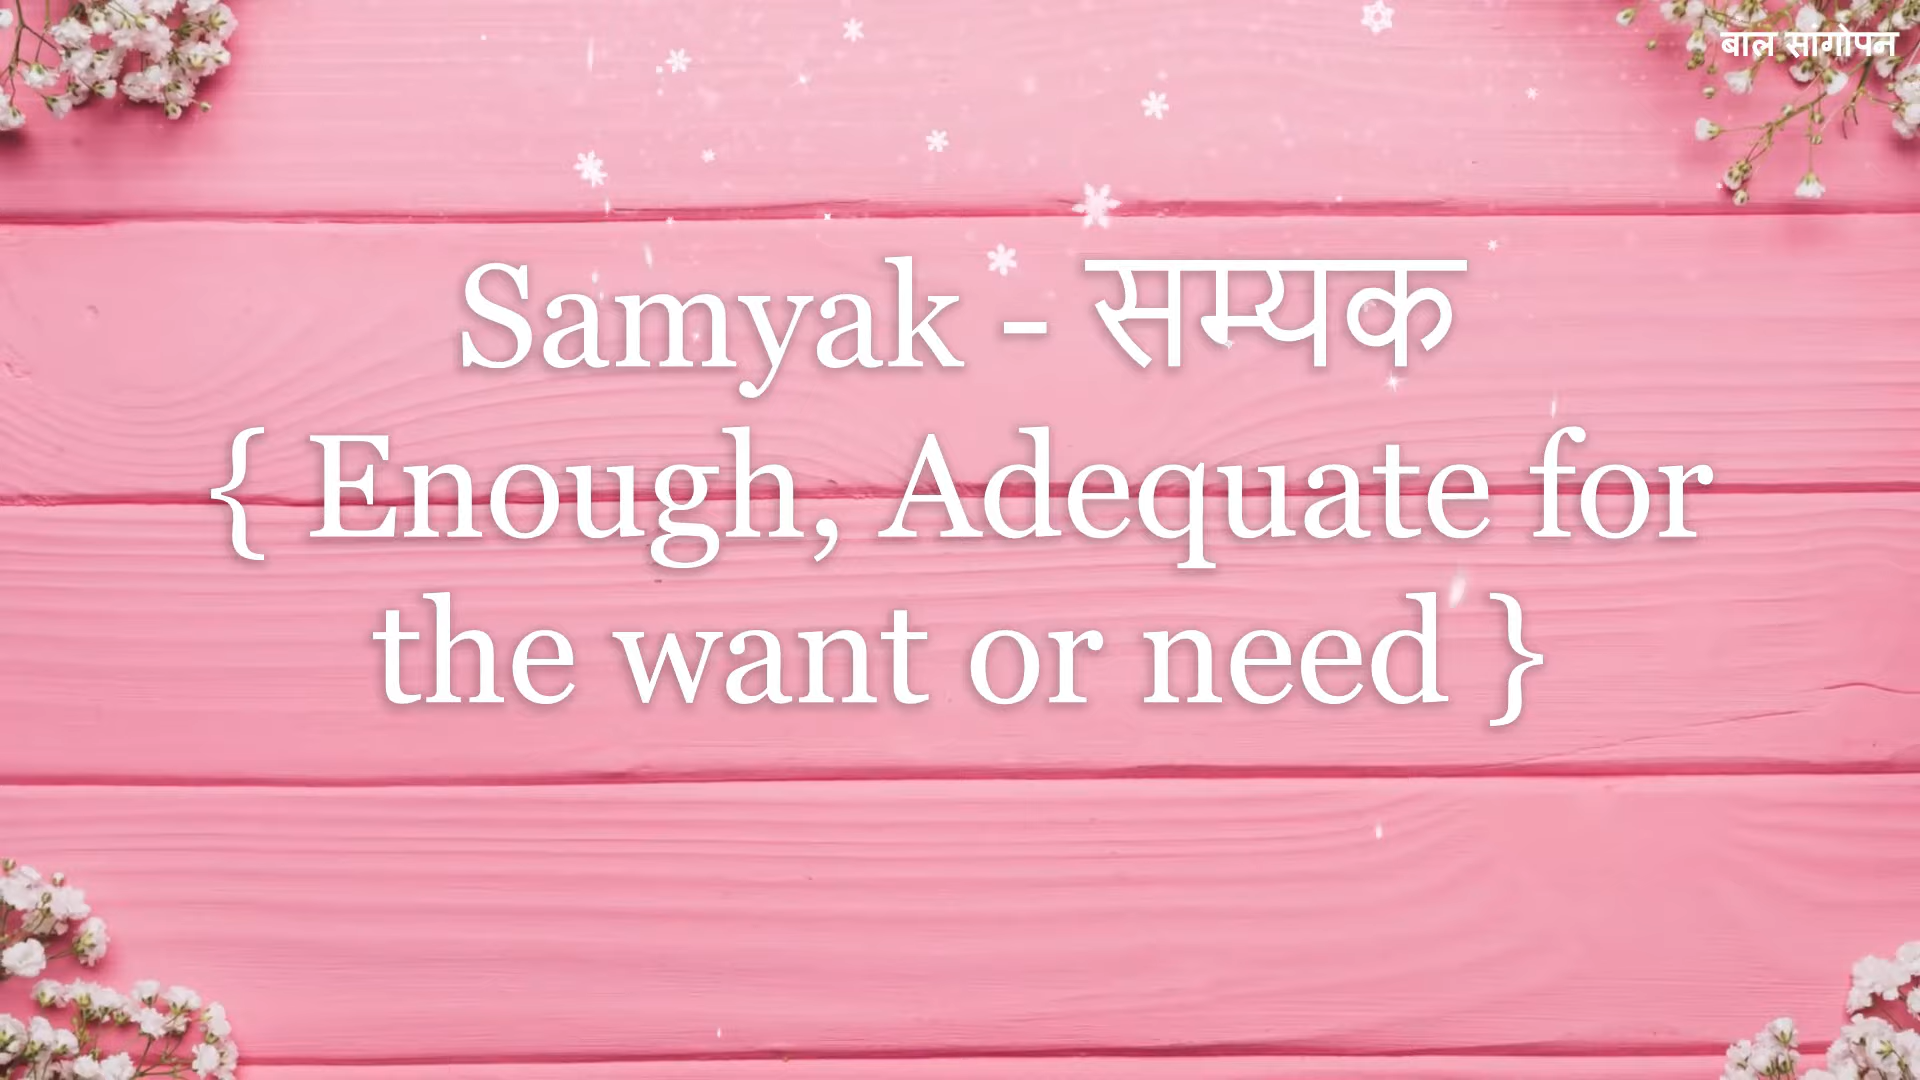 बाल सांगोपन
Samyak - सम्यक
{ Enough, Adequate for
the want or need }